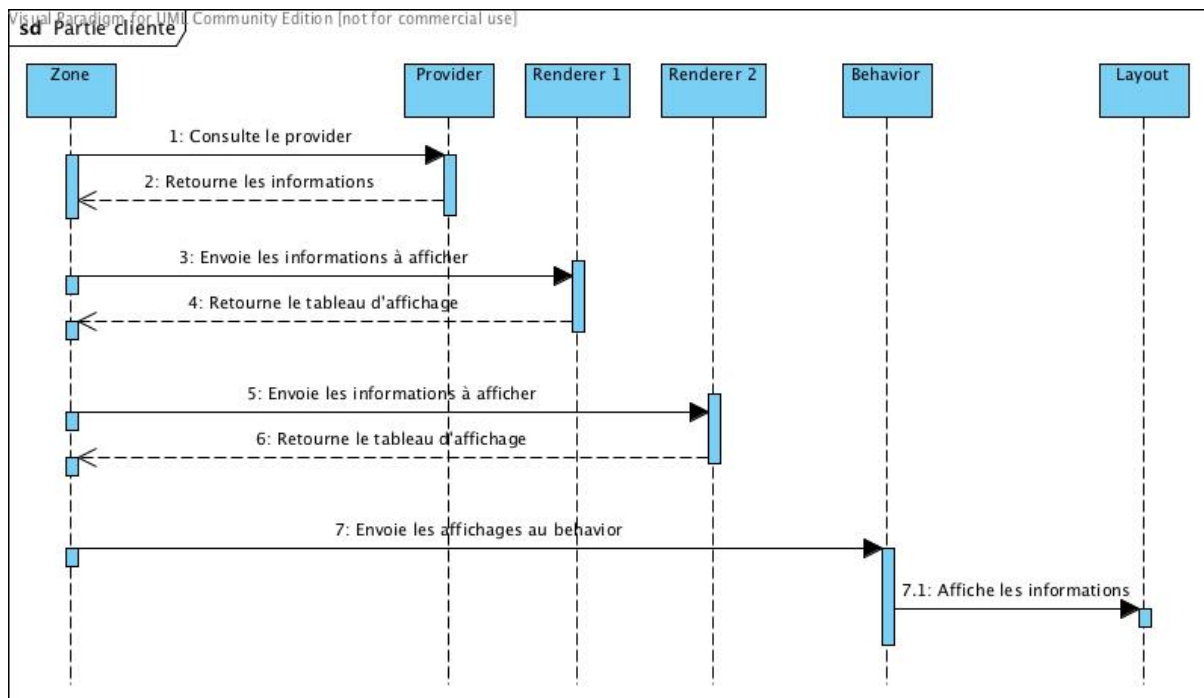 Visual Paradigm for UML Community Edition [not for commercial use]
sd Partie cliente
Zone
Provider
Renderer 1
Renderer 2
Behavior
Layout
1: Consulte le provider
2: Retourne les informations
3: Envoie les informations à afficher
4: Retourne le tableau d'affichage
5: Envoie les informations à afficher
6: Retourne le tableau d'affichage
7: Envoie les affichages au behavior
7.1: Affiche les informations